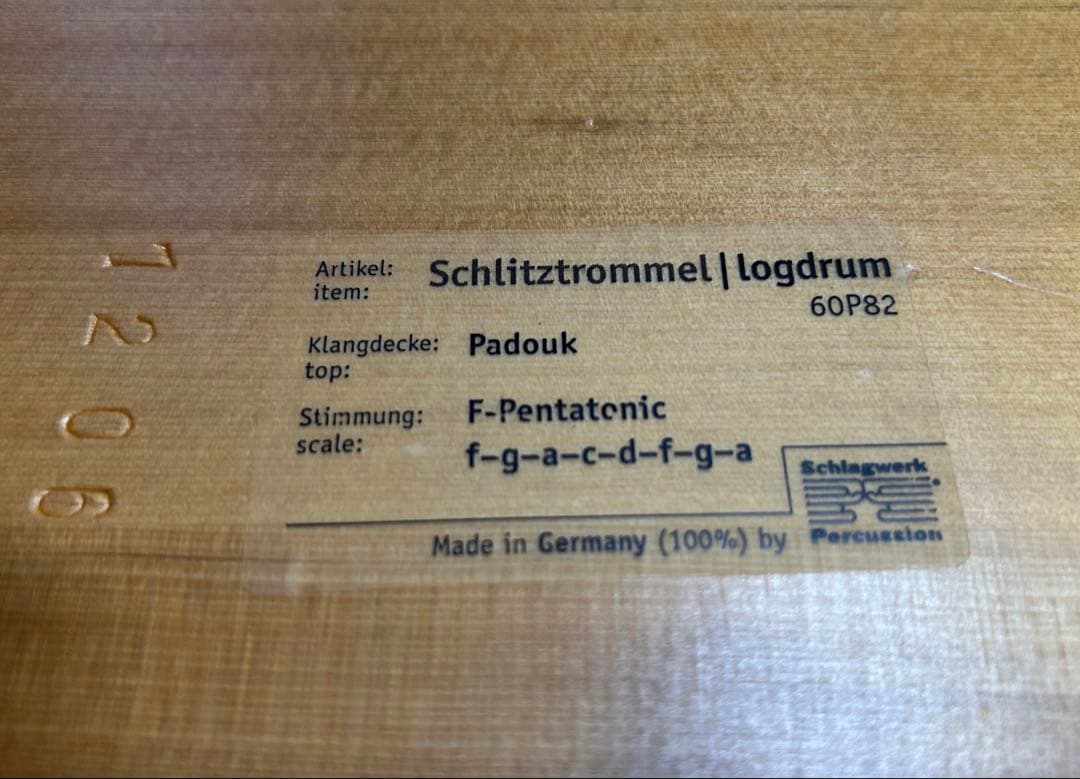 1206
Artikel: Schlitztrommel|logdrum
item:
60P82
Klangdecke: Padouk
top:
Stimmung: F-Pentatonic
scale: f–g–a–c–d–f–g–a
Schlagwerk
Percussion
Made in Germany (100%) by